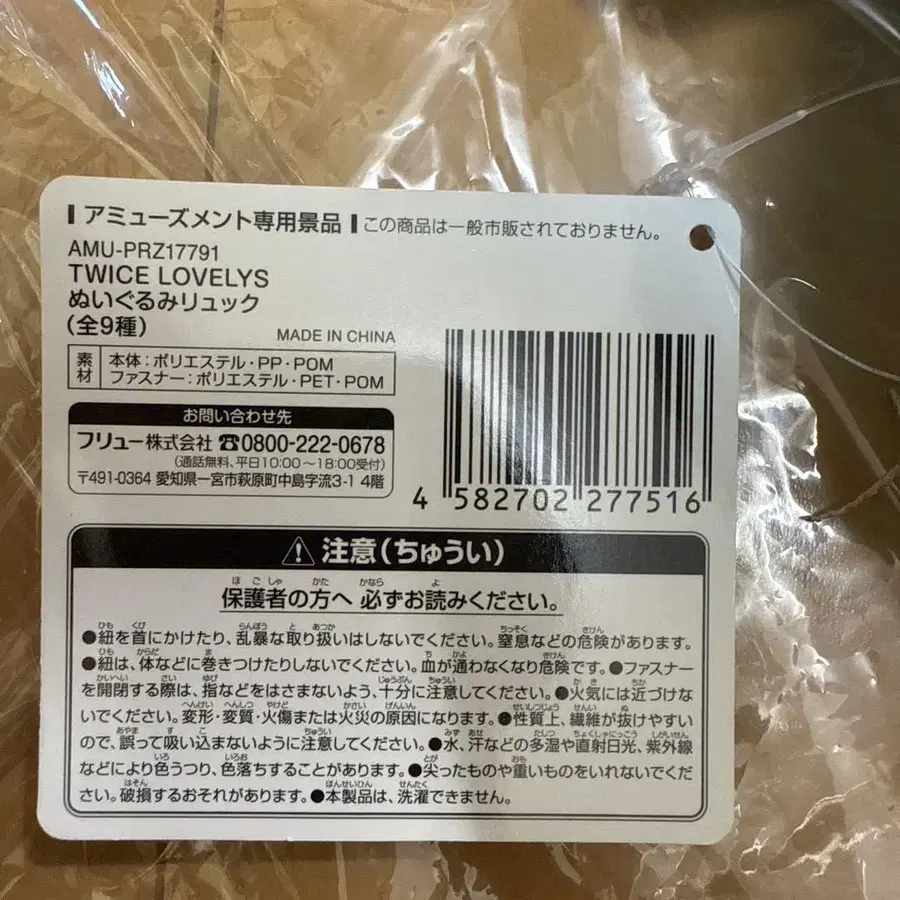 アミューズメント専用景品 この商品は一般市販されておりません。
AMU-PRZ17791
TWICE LOVELYS
ぬいぐるみリュック
(全9種)
MADE IN CHINA
素材 本体:ポリエステル・PP・POM
ファスナー:ポリエステル・PET・POM
お問い合わせ先
フリュー株式会社 ☎0800-222-0678
(通話無料、平日10:00~18:00受付)
〒491-0364 愛知県一宮市萩原町中島字流3-1 4階
4 582702 277516
⚠ 注意(ちゅうい)
保護者の方へ 必ずお読みください。
●紐を首にかけたり、乱暴な取り扱いはしないでください。窒息などの危険があります。
●紐は、体などに巻きつけたりしないでください。血が通わなくなり危険です。●ファスナー
を開閉する際は、指などをはさまないよう、十分に注意してください。●火気には近づけな
いでください。変形・変質・火傷または火災の原因になります。●性質上、繊維が抜けやすい
ので、誤って吸い込まないように注意してください。●水、汗などの多湿や直射日光、紫外線
などにより色うつり、色落ちすることがあります。●尖ったものや重いものをいれないでくだ
さい。破損するおそれがあります。●本製品は、洗濯できません。